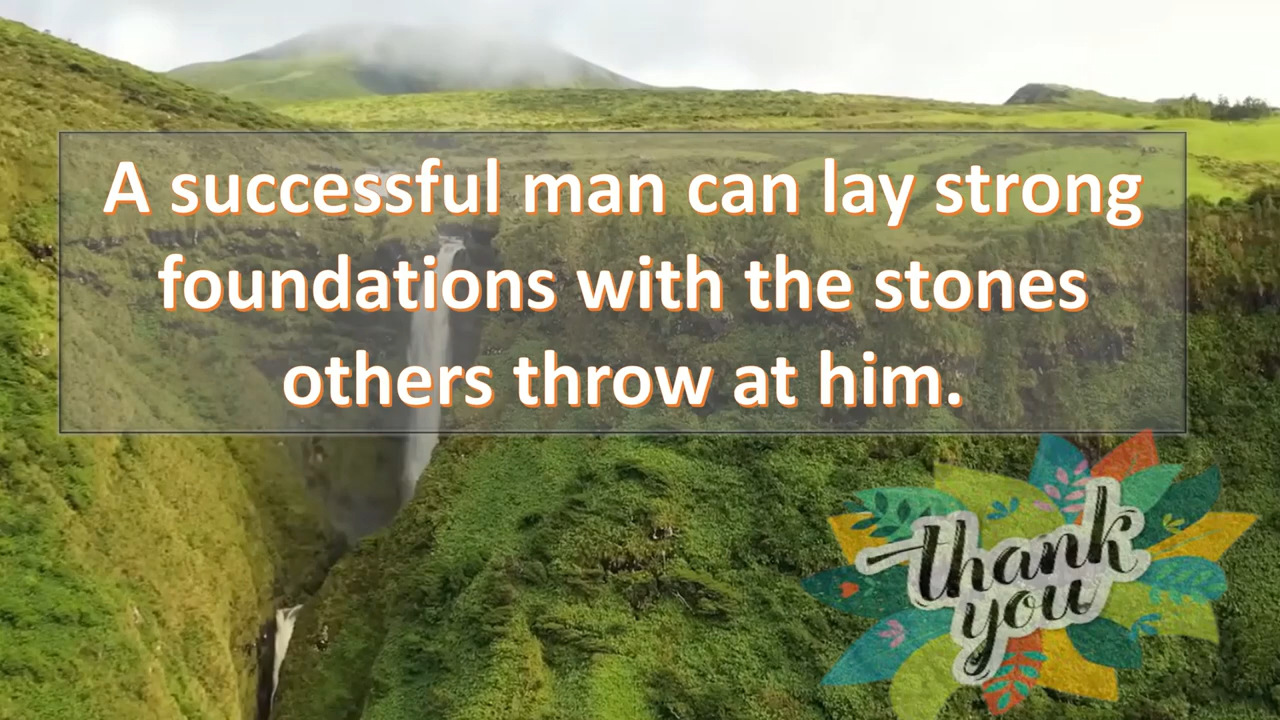 A successful man can lay strong
foundations with the stones
others throw at him.
thank
you